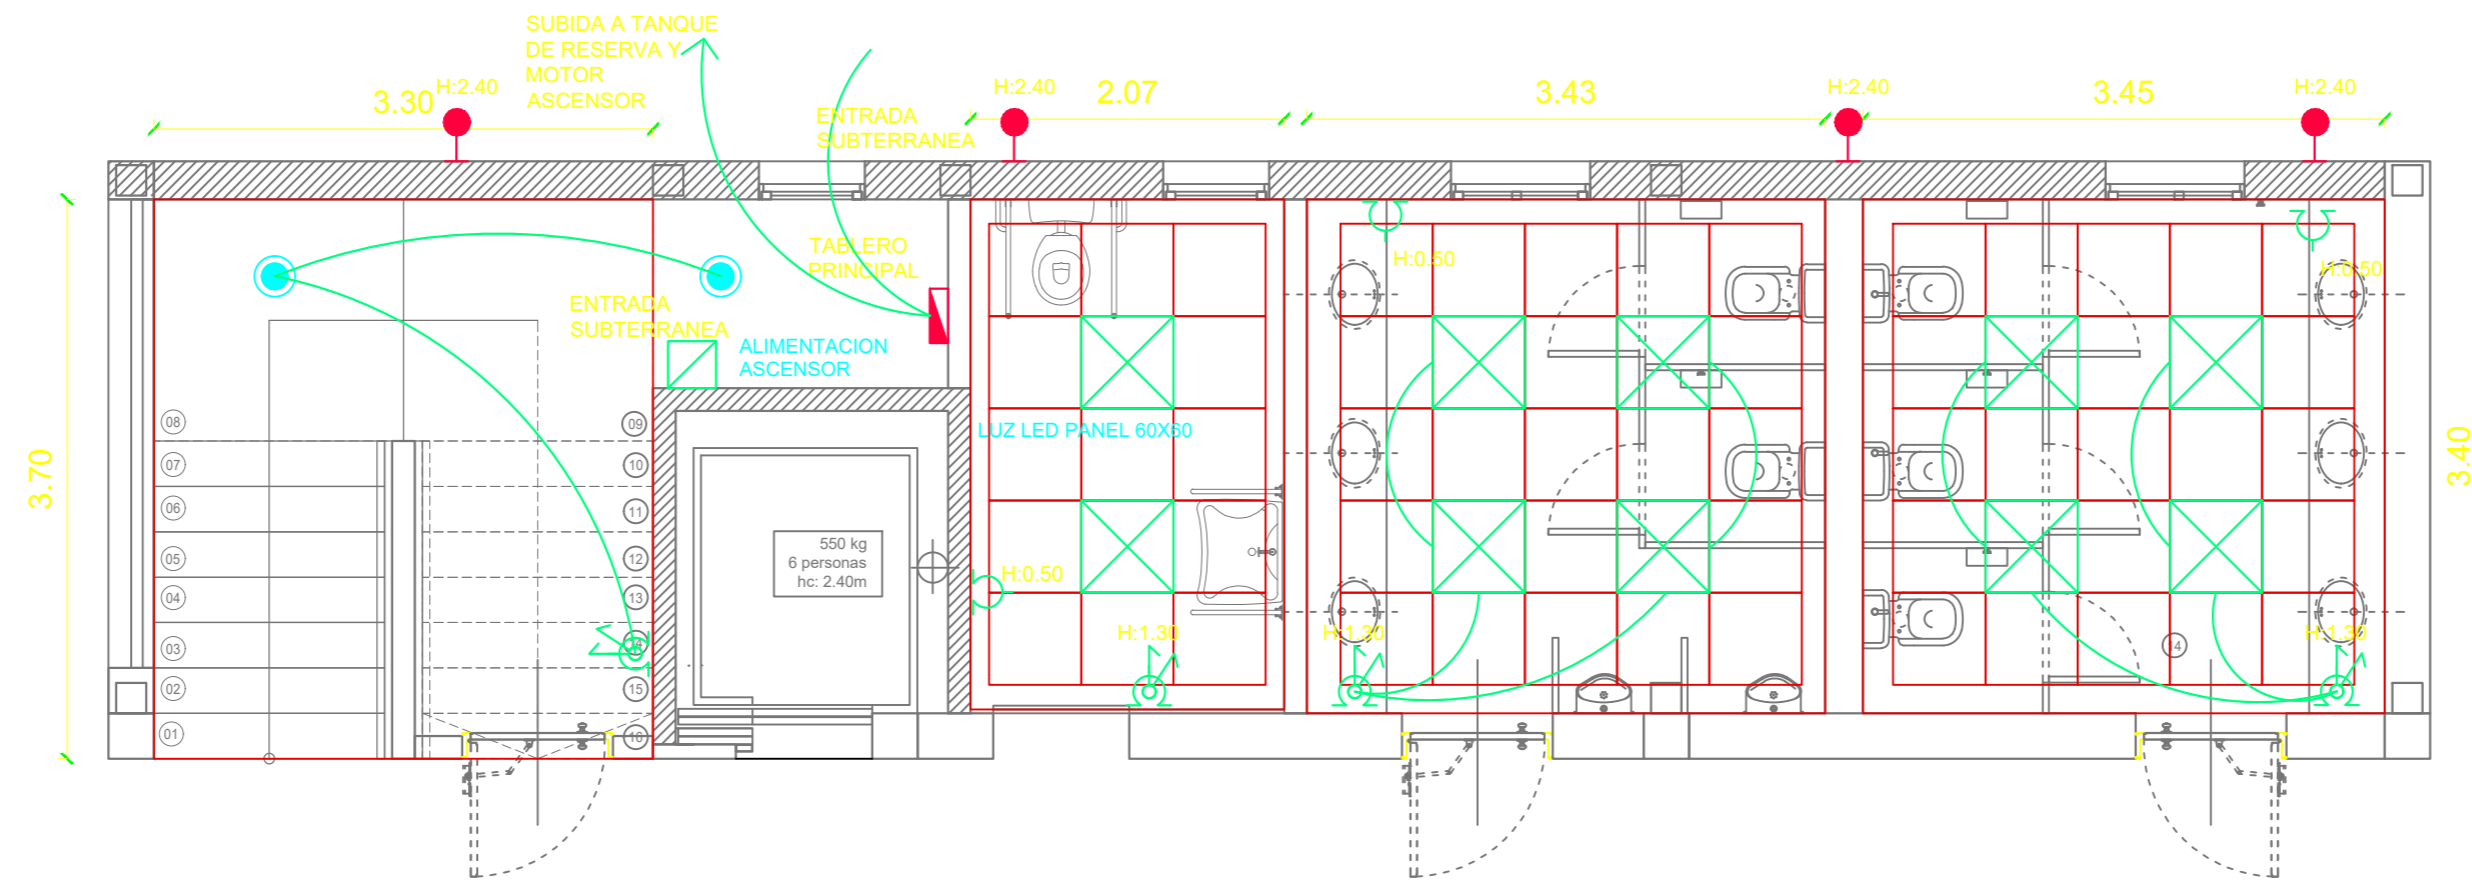 SUBIDA A TANQUE
DE RESERVA Y
MOTOR
ASCENSOR
3.30
H:2.40
ENTRADA
SUBTERRANEA
H:2.40
2.07
3.43
H:2.40
3.45
H:2.40
TABLERO
PRINCIPAL
ENTRADA
SUBTERRANEA
ALIMENTACION
ASCENSOR
H:0.50
H:0.50
LUZ LED PANEL 60X60
3.70
3.40
08
07
06
05
04
03
02
01
09
10
11
12
13
14
15
16
550 kg
6 personas
hc: 2.40m
H:0.50
H:1.30
H:1.30
H:1.30
14